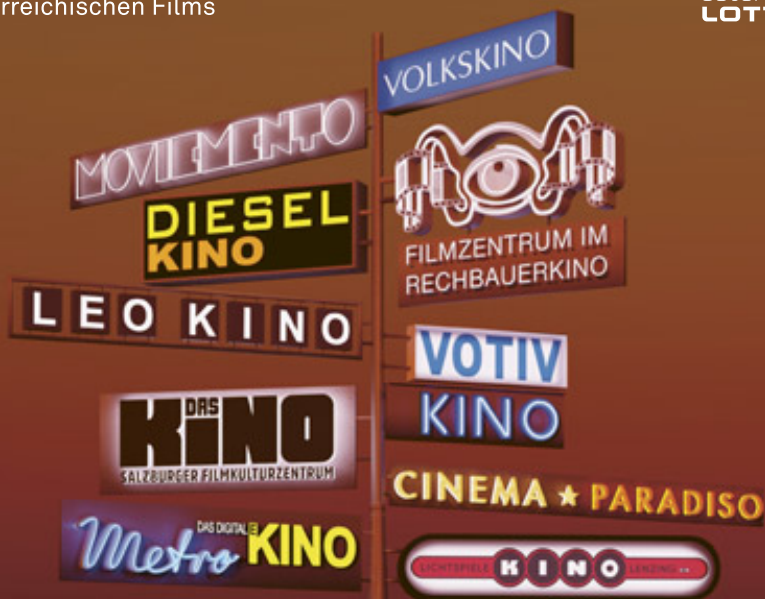 rreichischen Films
LOTT
VOLKSKINO
MOVIEMENTO
DIESEL
KINO
FILMZENTRUM IM
RECHBAUERKINO
LEO KINO
VOTIV
KINO
DAS
KiNO
SALZBURGER FILMKULTURZENTRUM
CINEMA ★ PARADISO
Metro DAS DIGITALE KINO
LICHTSPIELE KINO LENZING